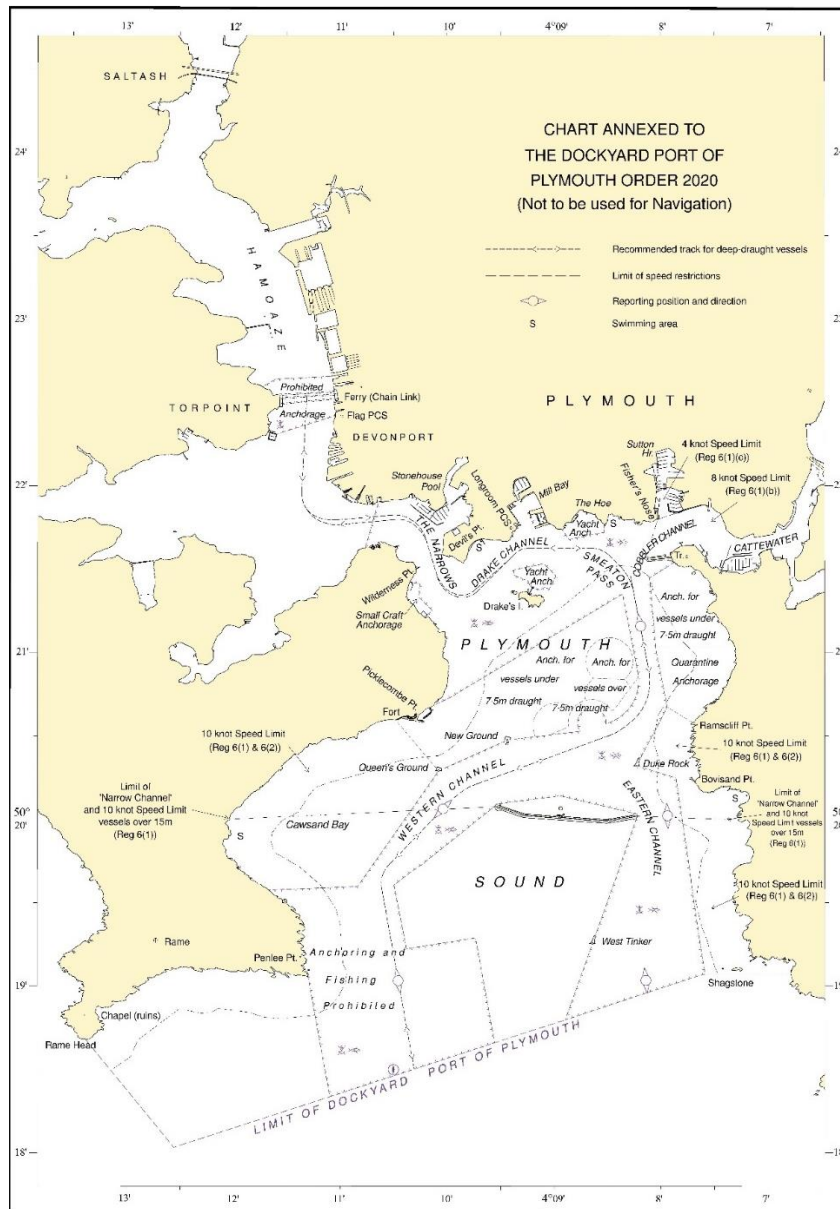 13'
12'
11'
10'
4°09'
8'
7'
SALTASH
CHART ANNEXED TO
THE DOCKYARD PORT OF
PLYMOUTH ORDER 2020
(Not to be used for Navigation)
24'
24'
Recommended track for deep-draught vessels
Limit of speed restrictions
Reporting position and direction
S
Swimming area
HAMOAZE
23'
23'
Prohibited
Anchorage
Ferry (Chain Link)
Flag PCS
TORPOINT
DEVONPORT
PLYMOUTH
Sutton
Hr.
4 knot Speed Limit
(Reg 6(1)(c))
8 knot Speed Limit
(Reg 6(1)(b))
Fisher's Nose
22'
22'
Stonehouse
Pool
Longroom PCS
Mill Bay
The Hoe
Yacht
Anch
S
THE NARROWS
Devil's Pt.
S
DRAKE CHANNEL
SMEATON
PASS
COBBLER CHANNEL
CATTEWATER
Yacht
Anch
Drake's I.
Wilderness Pt.
Small Craft
Anchorage
21'
21'
PLYMOUTH
Anch. for
vessels under
7·5m draught
Anch. for
vessels over
7·5m draught
Anch. for
vessels under
7·5m draught
Quarantine
Anchorage
Picklecombe Pt.
Fort
New Ground
Ramscliff Pt.
10 knot Speed Limit
(Reg 6(1) & 6(2))
10 knot Speed Limit
(Reg 6(1) & 6(2))
Queen's Ground
Duke Rock
Bovisand Pt.
Limit of
'Narrow Channel'
and 10 knot Speed Limit
vessels over 15m
(Reg 6(1))
Limit of
'Narrow Channel'
and 10 knot
Speed Limit vessels
over 15m
(Reg 6(1))
S
50°
20'
50°
20'
Cawsand Bay
S
WESTERN CHANNEL
EASTERN CHANNEL
SOUND
10 knot Speed Limit
(Reg 6(1) & 6(2))
Rame
Penlee Pt.
Anchoring and
Fishing
Prohibited
West Tinker
19'
19'
Shagstone
Chapel (ruins)
Rame Head
LIMIT OF DOCKYARD PORT OF PLYMOUTH
18'
18'
13'
12'
11'
10'
4°09'
8'
7'